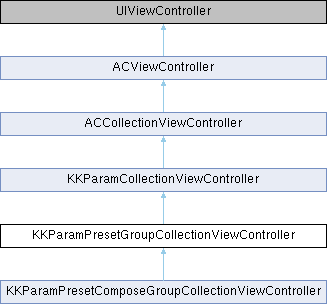 UIViewController
ACViewController
ACCollectionViewController
KKParamCollectionViewController
KKParamPresetGroupCollectionViewController
KKParamPresetComposeGroupCollectionViewController